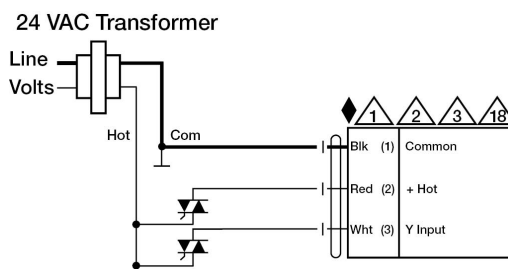 24 VAC Transformer
Line
Volts
Hot
Com
1 2 3 18
Blk (1) Common
Red (2) + Hot
Wht (3) Y Input